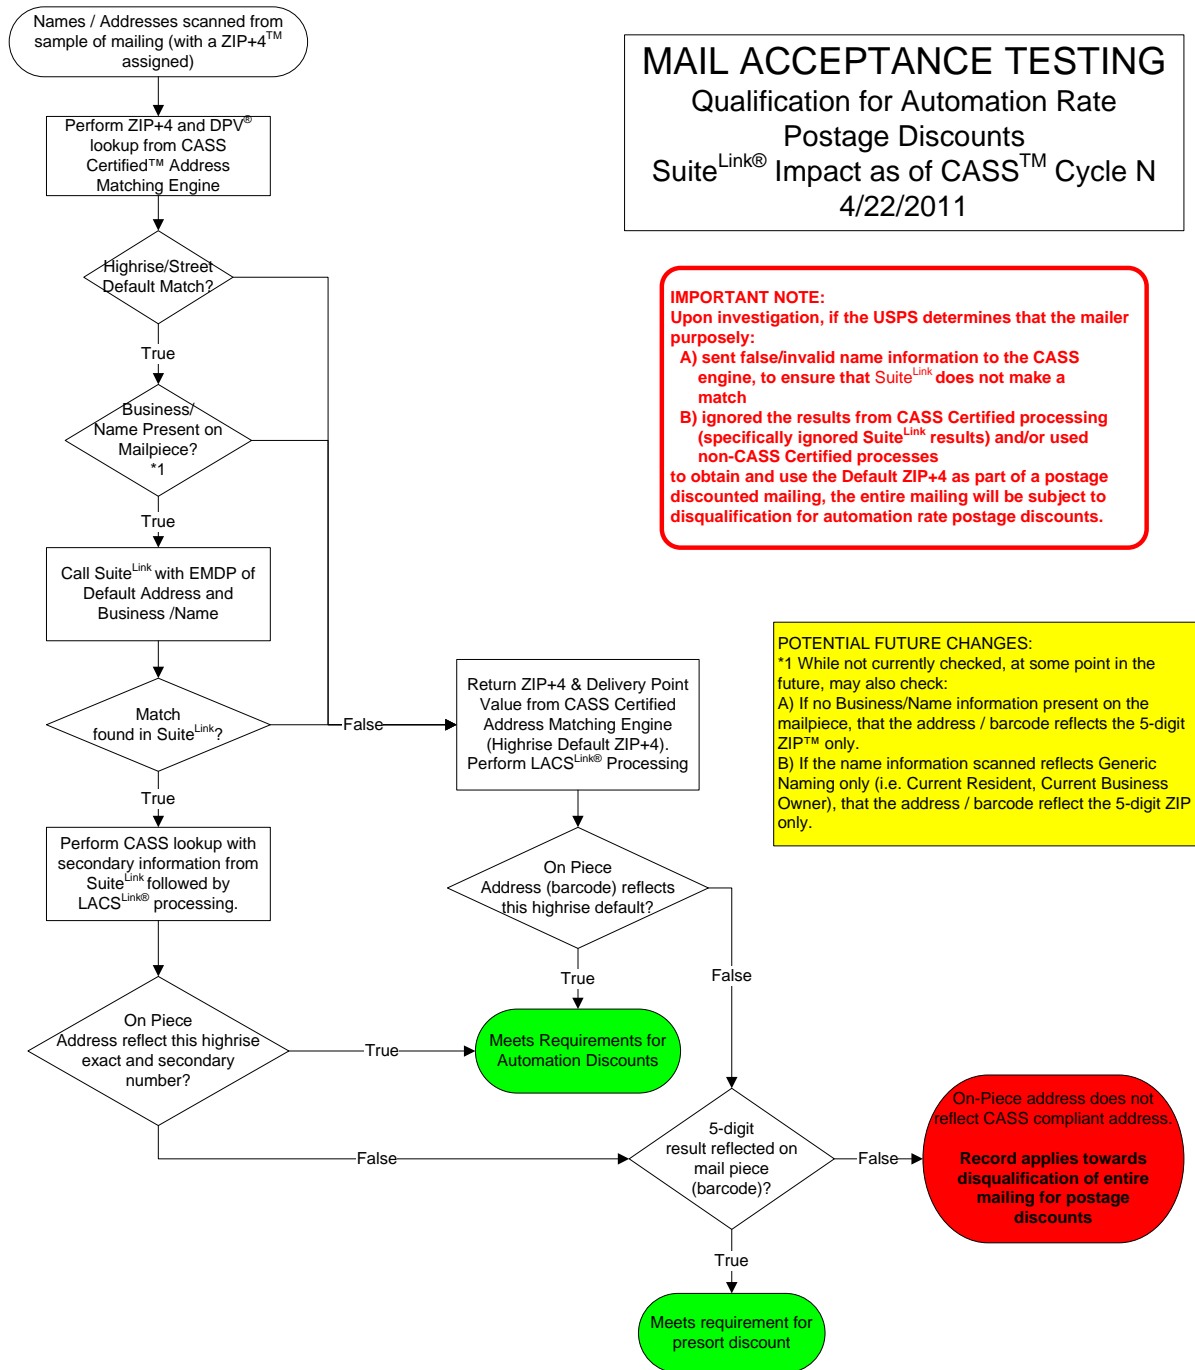 Names / Addresses scanned from
sample of mailing (with a ZIP+4™
assigned)
MAIL ACCEPTANCE TESTING
Qualification for Automation Rate
Postage Discounts
SuiteLink® Impact as of CASS™ Cycle N
4/22/2011
Perform ZIP+4 and DPV®
lookup from CASS
Certified™ Address
Matching Engine
Highrise/Street
Default Match?
IMPORTANT NOTE:
Upon investigation, if the USPS determines that the mailer
purposely:
A) sent false/invalid name information to the CASS
engine, to ensure that SuiteLink does not make a
match
B) ignored the results from CASS Certified processing
(specifically ignored SuiteLink results) and/or used
non-CASS Certified processes
to obtain and use the Default ZIP+4 as part of a postage
discounted mailing, the entire mailing will be subject to
disqualification for automation rate postage discounts.
True
Business/
Name Present on
Mailpiece?
*1
True
Call SuiteLink with EMDP of
Default Address and
Business /Name
Match
found in SuiteLink?
False
Return ZIP+4 & Delivery Point
Value from CASS Certified
Address Matching Engine
(Highrise Default ZIP+4).
Perform LACSLink® Processing
POTENTIAL FUTURE CHANGES:
*1 While not currently checked, at some point in the
future, may also check:
A) If no Business/Name information present on the
mailpiece, that the address / barcode reflects the 5-digit
ZIP™ only.
B) If the name information scanned reflects Generic
Naming only (i.e. Current Resident, Current Business
Owner), that the address / barcode reflect the 5-digit ZIP
only.
True
Perform CASS lookup with
secondary information from
SuiteLink followed by
LACSLink® processing.
On Piece
Address (barcode) reflects
this highrise default?
True
False
On Piece
Address reflect this highrise
exact and secondary
number?
True
Meets Requirements for
Automation Discounts
False
5-digit
result reflected on
mail piece
(barcode)?
False
On-Piece address does not
reflect CASS compliant address.
Record applies towards
disqualification of entire
mailing for postage
discounts
True
Meets requirement for
presort discount